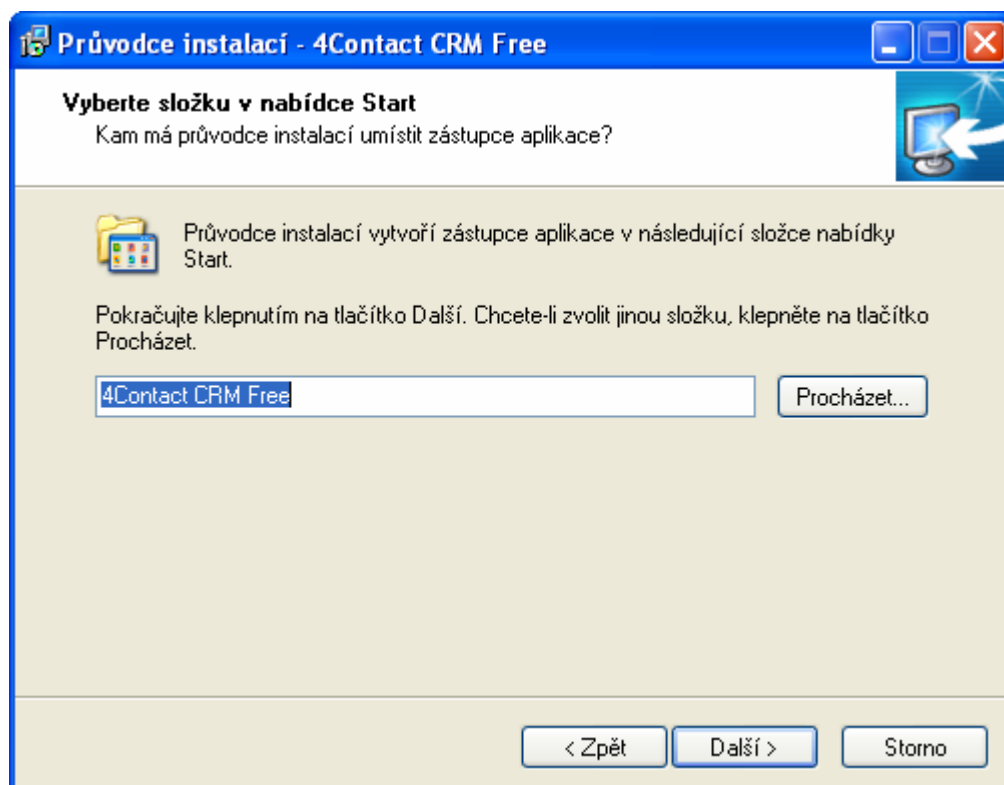 Průvodce instalací - 4Contact CRM Free
Vyberte složku v nabídce Start
Kam má průvodce instalací umístit zástupce aplikace?
Průvodce instalací vytvoří zástupce aplikace v následující složce nabídky
Start.
Pokračujte klepnutím na tlačítko Další. Chcete-li zvolit jinou složku, klepněte na tlačítko
Procházet.
4Contact CRM Free
Procházet...
< Zpět
Další >
Storno